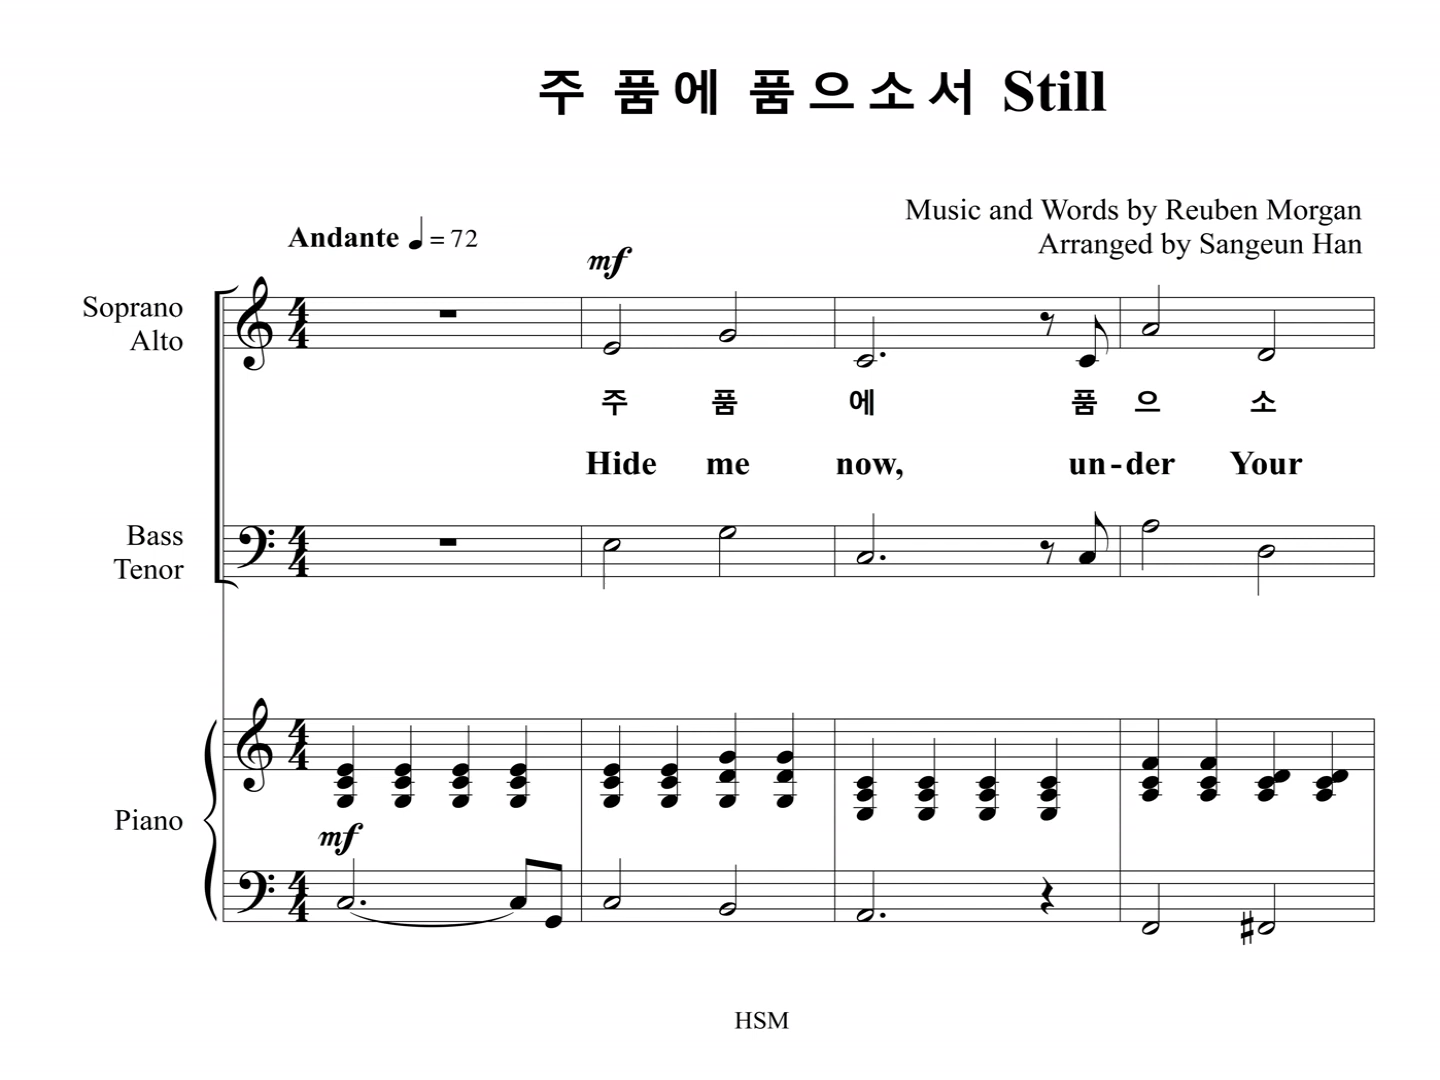 주 품에 품으소서 Still
Music and Words by Reuben Morgan
Arranged by Sangeun Han
Andante ♩ = 72
mf
Soprano
Alto
주 품 에 품 으 소
Hide me now, un-der Your
Bass
Tenor
Piano
mf
HSM